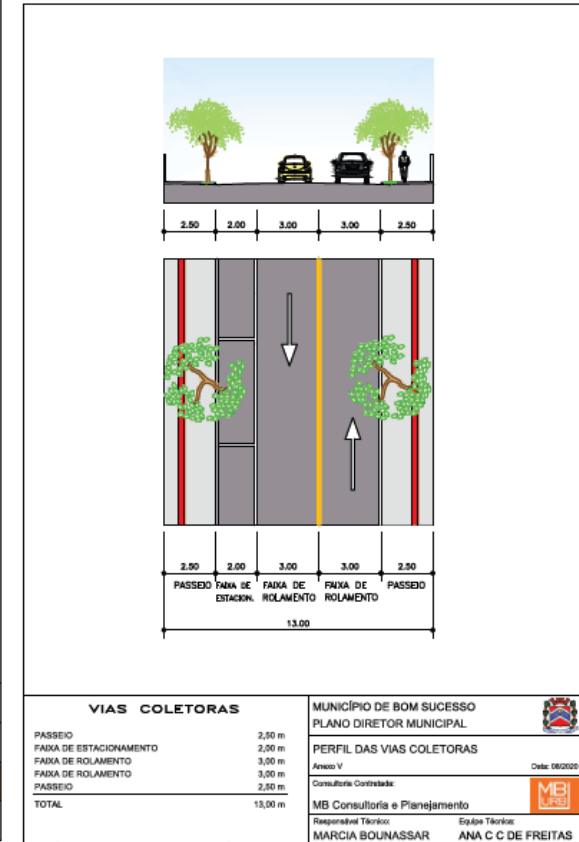 2.50 2.00 3.00 3.00 2.50
2.50 2.00 3.00 3.00 2.50
PASSEIO FAIXA DE ESTACION. FAIXA DE ROLAMENTO FAIXA DE ROLAMENTO PASSEIO
13.00
VIAS COLETORAS
PASSEIO 2,50 m
FAIXA DE ESTACIONAMENTO 2,00 m
FAIXA DE ROLAMENTO 3,00 m
FAIXA DE ROLAMENTO 3,00 m
PASSEIO 2,50 m
TOTAL 13,00 m
MUNICÍPIO DE BOM SUCESSO
PLANO DIRETOR MUNICIPAL
PERFIL DAS VIAS COLETORAS
Anexo V Data: 08/2020
Consultoria Contratada:
MB Consultoria e Planejamento
MB
URB
Responsável Técnico: Equipe Técnica:
MARCIA BOUNASSAR ANA C C DE FREITAS